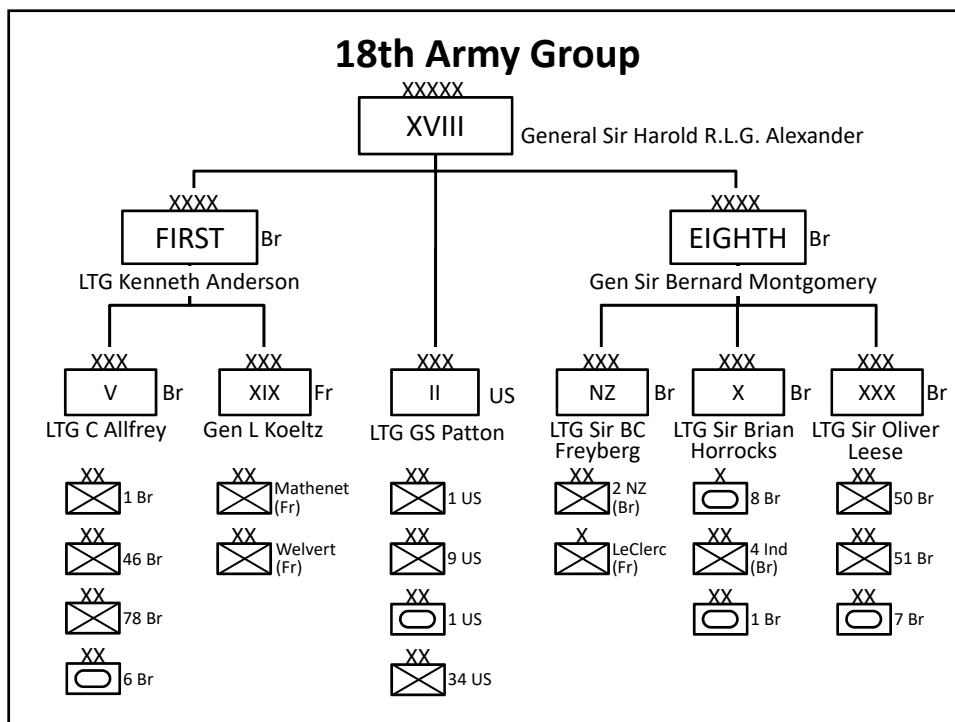 18th Army Group
XXXXX
XVIII
General Sir Harold R.L.G. Alexander
XXXX
FIRST
Br
LTG Kenneth Anderson
XXXX
EIGHTH
Br
Gen Sir Bernard Montgomery
XXX
V
Br
LTG C Allfrey
XX
1 Br
XX
46 Br
XX
78 Br
XX
6 Br
XXX
XIX
Fr
Gen L Koeltz
XX
Mathenet
(Fr)
XX
Welvert
(Fr)
XXX
II
US
LTG GS Patton
XX
1 US
XX
9 US
XX
1 US
XX
34 US
XXX
NZ
Br
LTG Sir BC
Freyberg
XX
2 NZ
(Br)
X
LeClerc
(Fr)
XXX
X
Br
LTG Sir Brian
Horrocks
X
8 Br
XX
4 Ind
(Br)
XX
1 Br
XXX
XXX
Br
LTG Sir Oliver
Leese
XX
50 Br
XX
51 Br
XX
7 Br